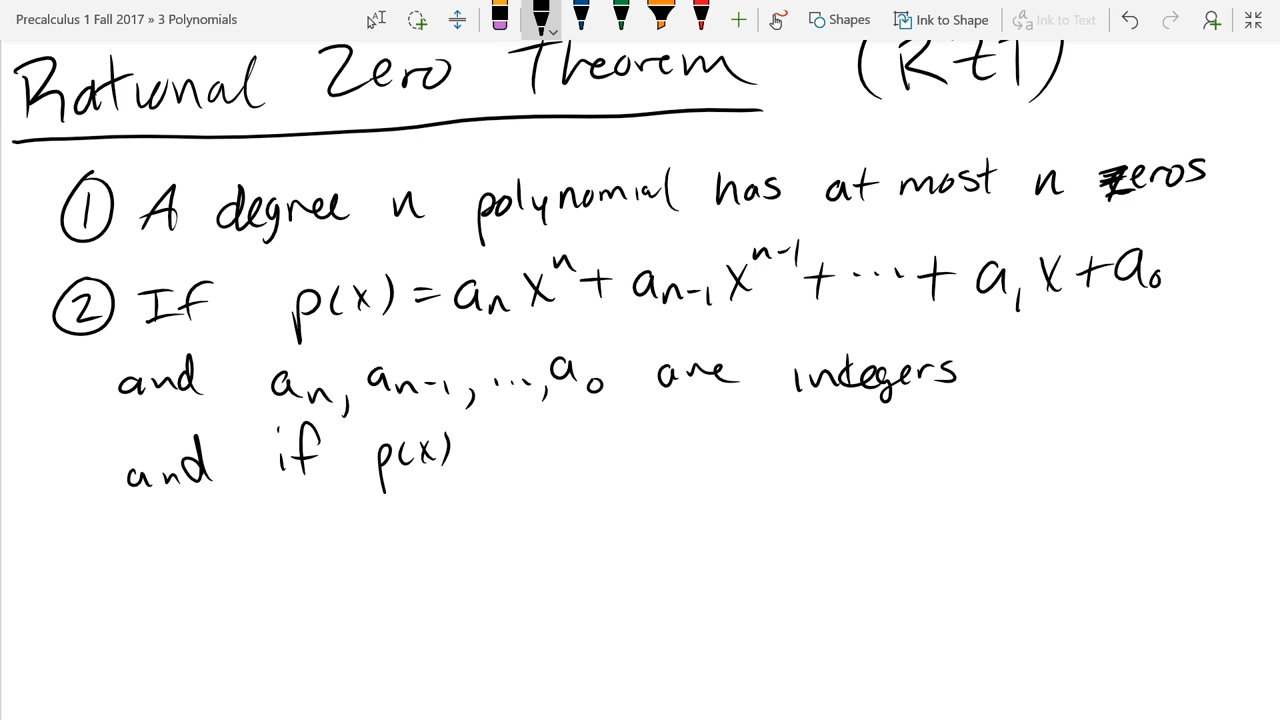 Precalculus 1 Fall 2017 » 3 Polynomials
Shapes
Ink to Shape
Ink to Text
Rational Zero Theorem (RZT)
① A degree n polynomial has at most n zeros
② If p(x) = aₙxⁿ + aₙ₋₁xⁿ⁻¹ + ⋯ + a₁x + a₀
and aₙ, aₙ₋₁, ..., a₀ are integers
and if p(x)